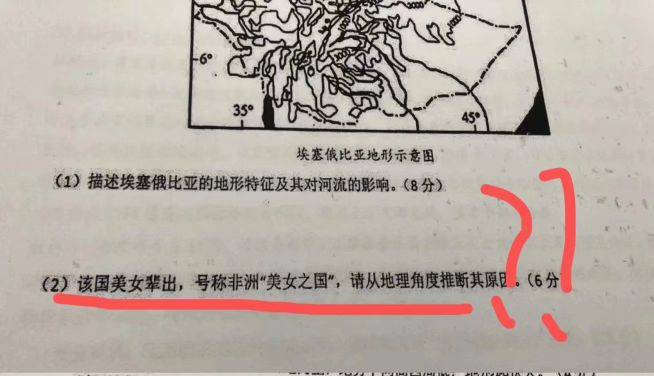 6°
35°
45°
埃塞俄比亚地形示意图
(1) 描述埃塞俄比亚的地形特征及其对河流的影响。(8分)
(2) 该国美女辈出，号称非洲“美女之国”，请从地理角度推断其原因。(6分